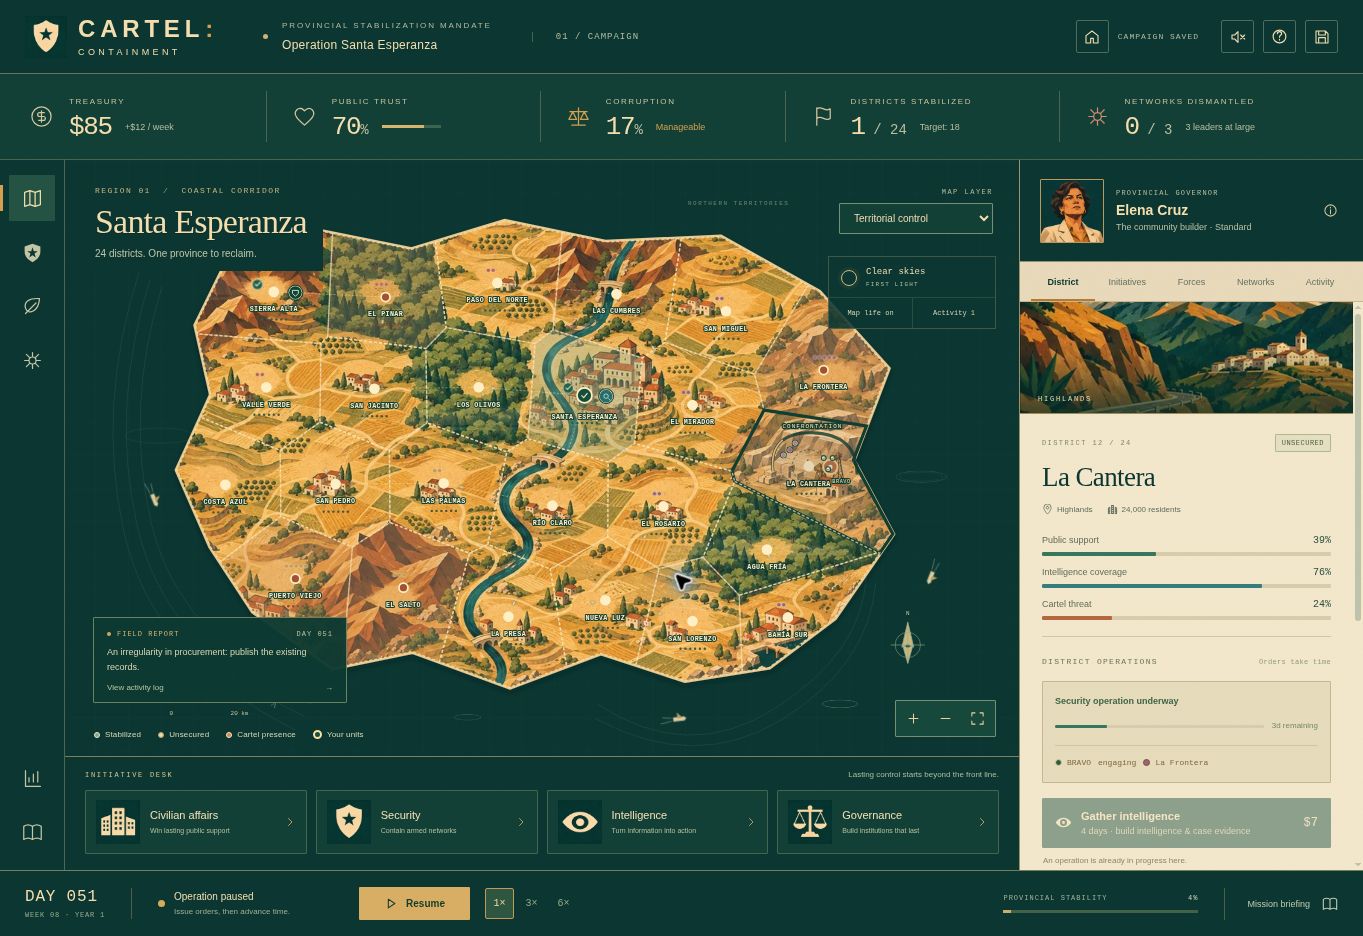 CARTEL:
CONTAINMENT
PROVINCIAL STABILIZATION MANDATE
Operation Santa Esperanza
01 / CAMPAIGN
CAMPAIGN SAVED
TREASURY
$85 +$12 / week
PUBLIC TRUST
70%
CORRUPTION
17% Manageable
DISTRICTS STABILIZED
1 / 24 Target: 18
NETWORKS DISMANTLED
0 / 3 3 leaders at large
REGION 01 / COASTAL CORRIDOR
Santa Esperanza
24 districts. One province to reclaim.
NORTHERN TERRITORIES
MAP LAYER
Territorial control
Clear skies
FIRST LIGHT
Map life on
Activity 1
SIERRA ALTA
EL PINAR
PASO DEL NORTE
LAS CUMBRES
SAN MIGUEL
LA FRONTERA
VALLE VERDE
SAN JACINTO
LOS OLIVOS
SANTA ESPERANZA
EL MIRADOR
CONFRONTATION
LA CANTERA
BRAVO
COSTA AZUL
SAN PEDRO
LAS PALMAS
RÍO CLARO
EL ROSARIO
AGUA FRÍA
PUERTO VIEJO
EL SALTO
LA PRESA
NUEVA LUZ
SAN LORENZO
BAHÍA SUR
N
FIELD REPORT
DAY 051
An irregularity in procurement: publish the existing
records.
View activity log →
0 20 km
Stabilized
Unsecured
Cartel presence
Your units
INITIATIVE DESK
Lasting control starts beyond the front line.
Civilian affairs
Win lasting public support
Security
Contain armed networks
Intelligence
Turn information into action
Governance
Build institutions that last
PROVINCIAL GOVERNOR
Elena Cruz
The community builder · Standard
District
Initiatives
Forces
Networks
Activity
HIGHLANDS
DISTRICT 12 / 24
UNSECURED
La Cantera
Highlands
24,000 residents
Public support 39%
Intelligence coverage 76%
Cartel threat 24%
DISTRICT OPERATIONS
Orders take time
Security operation underway
3d remaining
BRAVO engaging La Frontera
Gather intelligence
4 days · build intelligence & case evidence
$7
An operation is already in progress here.
DAY 051
WEEK 08 · YEAR 1
Operation paused
Issue orders, then advance time.
Resume
1×
3×
6×
PROVINCIAL STABILITY 4%
Mission briefing